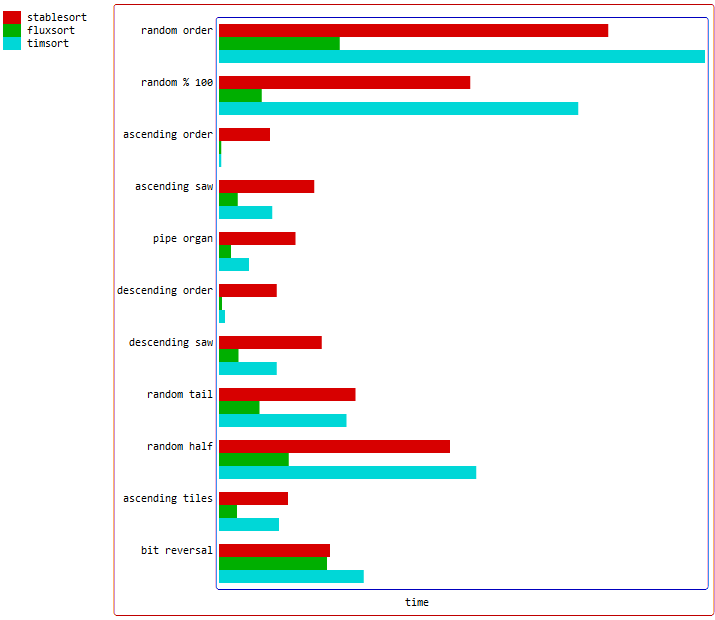 stablesort
fluxsort
timsort
random order
random % 100
ascending order
ascending saw
pipe organ
descending order
descending saw
random tail
random half
ascending tiles
bit reversal
time